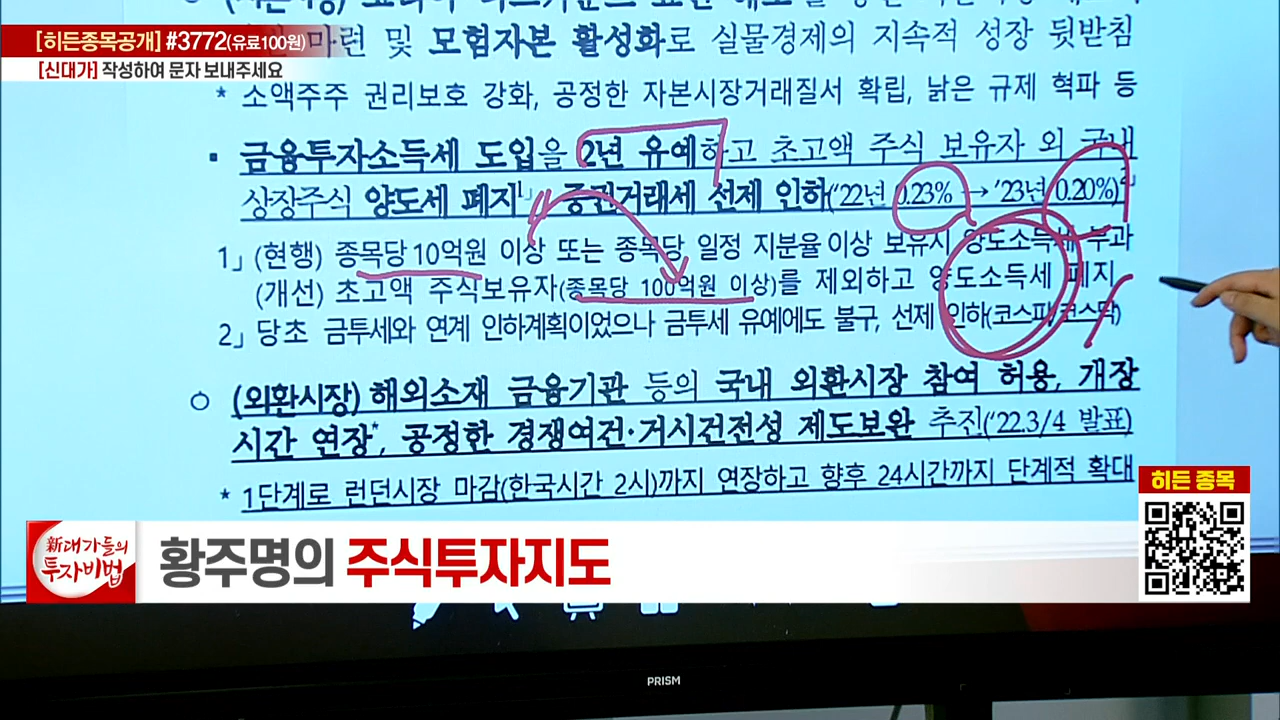 [히든종목공개] #3772(유료100원)
[신대가] 작성하여 문자 보내주세요
마련 및 모험자본 활성화로 실물경제의 지속적 성장 뒷받침
* 소액주주 권리보호 강화, 공정한 자본시장거래질서 확립, 낡은 규제 혁파 등
▪ 금융투자소득세 도입을 2년 유예하고 초고액 주식 보유자 외 국내
상장주식 양도세 폐지1」 증권거래세 선제 인하('22년 0.23% → '23년 0.20%)2」
1」 (현행) 종목당 10억원 이상 또는 종목당 일정 지분율 이상 보유시 양도소득세 부과
(개선) 초고액 주식보유자(종목당 100억원 이상)를 제외하고 양도소득세 폐지
2」 당초 금투세와 연계 인하계획이었으나 금투세 유예에도 불구, 선제 인하(코스피, 코스닥)
○ (외환시장) 해외소재 금융기관 등의 국내 외환시장 참여 허용, 개장
시간 연장*, 공정한 경쟁여건·거시건전성 제도보완 추진('22.3/4 발표)
* 1단계로 런던시장 마감(한국시간 2시)까지 연장하고 향후 24시간까지 단계적 확대
히든 종목
新대가들의
투자비법
황주명의 주식투자지도
PRISM